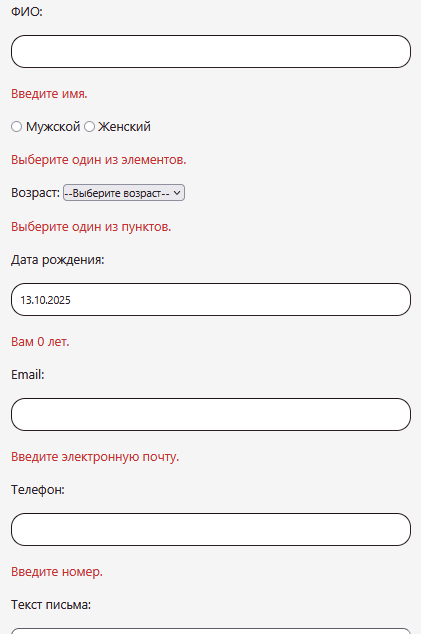 ФИО:
Введите имя.
Мужской Женский
Выберите один из элементов.
Возраст: --Выберите возраст--
Выберите один из пунктов.
Дата рождения:
13.10.2025
Вам 0 лет.
Email:
Введите электронную почту.
Телефон:
Введите номер.
Текст письма: